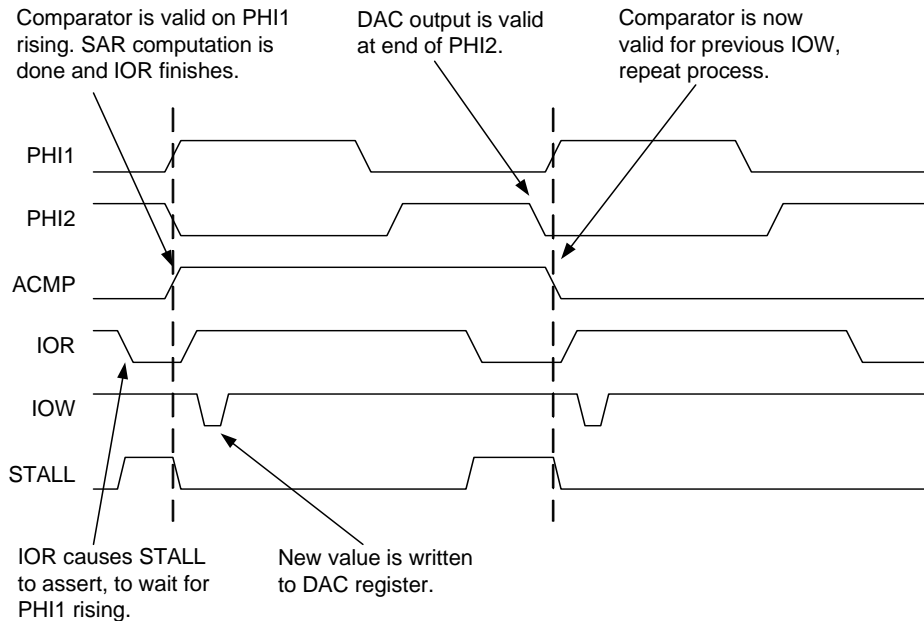 Comparator is valid on PHI1
rising. SAR computation is
done and IOR finishes.
DAC output is valid
at end of PHI2.
Comparator is now
valid for previous IOW,
repeat process.
PHI1
PHI2
ACMP
IOR
IOW
STALL
IOR causes STALL
to assert, to wait for
PHI1 rising.
New value is written
to DAC register.